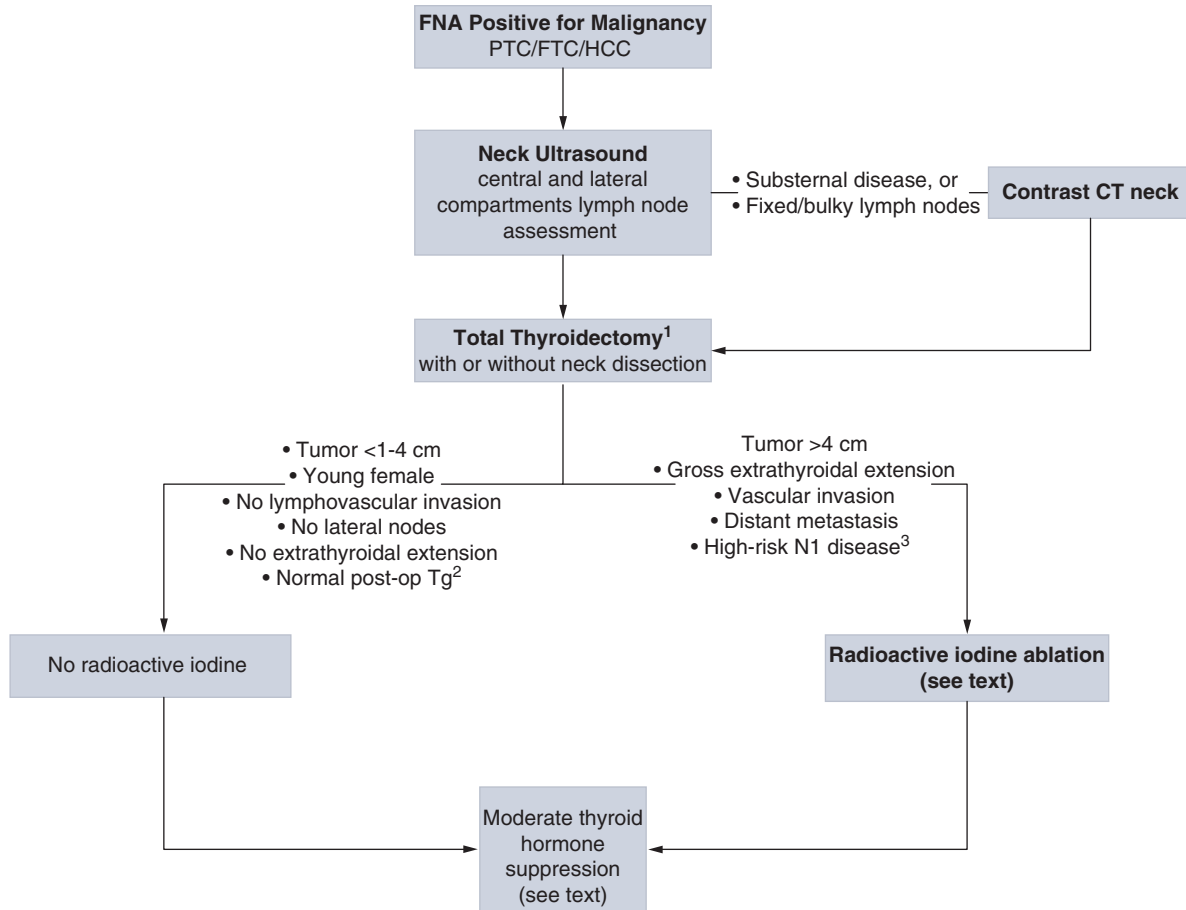 FNA Positive for Malignancy
PTC/FTC/HCC
Neck Ultrasound
central and lateral
compartments lymph node
assessment
• Substernal disease, or
• Fixed/bulky lymph nodes
Contrast CT neck
Total Thyroidectomy¹
with or without neck dissection
• Tumor <1-4 cm
• Young female
• No lymphovascular invasion
• No lateral nodes
• No extrathyroidal extension
• Normal post-op Tg²
Tumor >4 cm
• Gross extrathyroidal extension
• Vascular invasion
• Distant metastasis
• High-risk N1 disease³
No radioactive iodine
Radioactive iodine ablation
(see text)
Moderate thyroid
hormone
suppression
(see text)